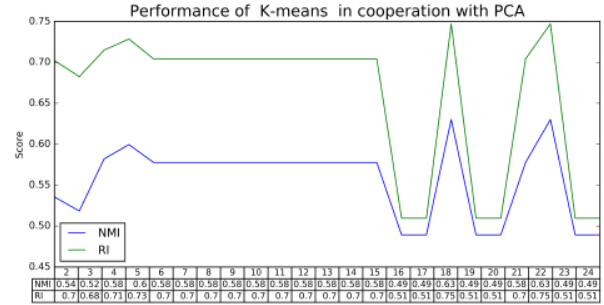 Performance of K-means in cooperation with PCA
0.75
0.70
0.65
0.60
0.55
0.50
0.45
Score
NMI
RI
2 3 4 5 6 7 8 9 10 11 12 13 14 15 16 17 18 19 20 21 22 23 24
NMI 0.54 0.52 0.58 0.6 0.58 0.58 0.58 0.58 0.58 0.58 0.58 0.58 0.58 0.58 0.49 0.49 0.63 0.49 0.49 0.58 0.63 0.49 0.49
RI 0.7 0.68 0.71 0.73 0.7 0.7 0.7 0.7 0.7 0.7 0.7 0.7 0.7 0.7 0.51 0.51 0.75 0.51 0.51 0.7 0.75 0.51 0.51